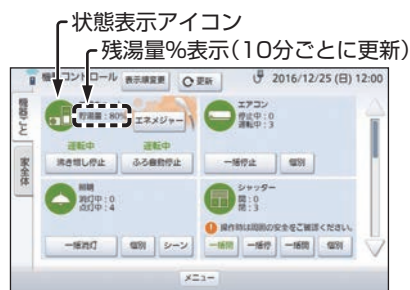 状態表示アイコン
残湯量%表示(10分ごとに更新)
機器コントロール 表示順変更 更新 2016/12/25 (日) 12:00
機器ごと
家全体
貯湯量:80% エネメジャー
運転中 運転中
沸き増し停止 ふろ自動停止
エアコン
停止中:0
運転中:3
一括停止 個別
照明
消灯中:0
点灯中:4
一括消灯 個別 シーン
シャッター
開:0
閉:3
操作時は周囲の安全をご確認ください。
一括開 一括停 一括閉 個別
メニュー